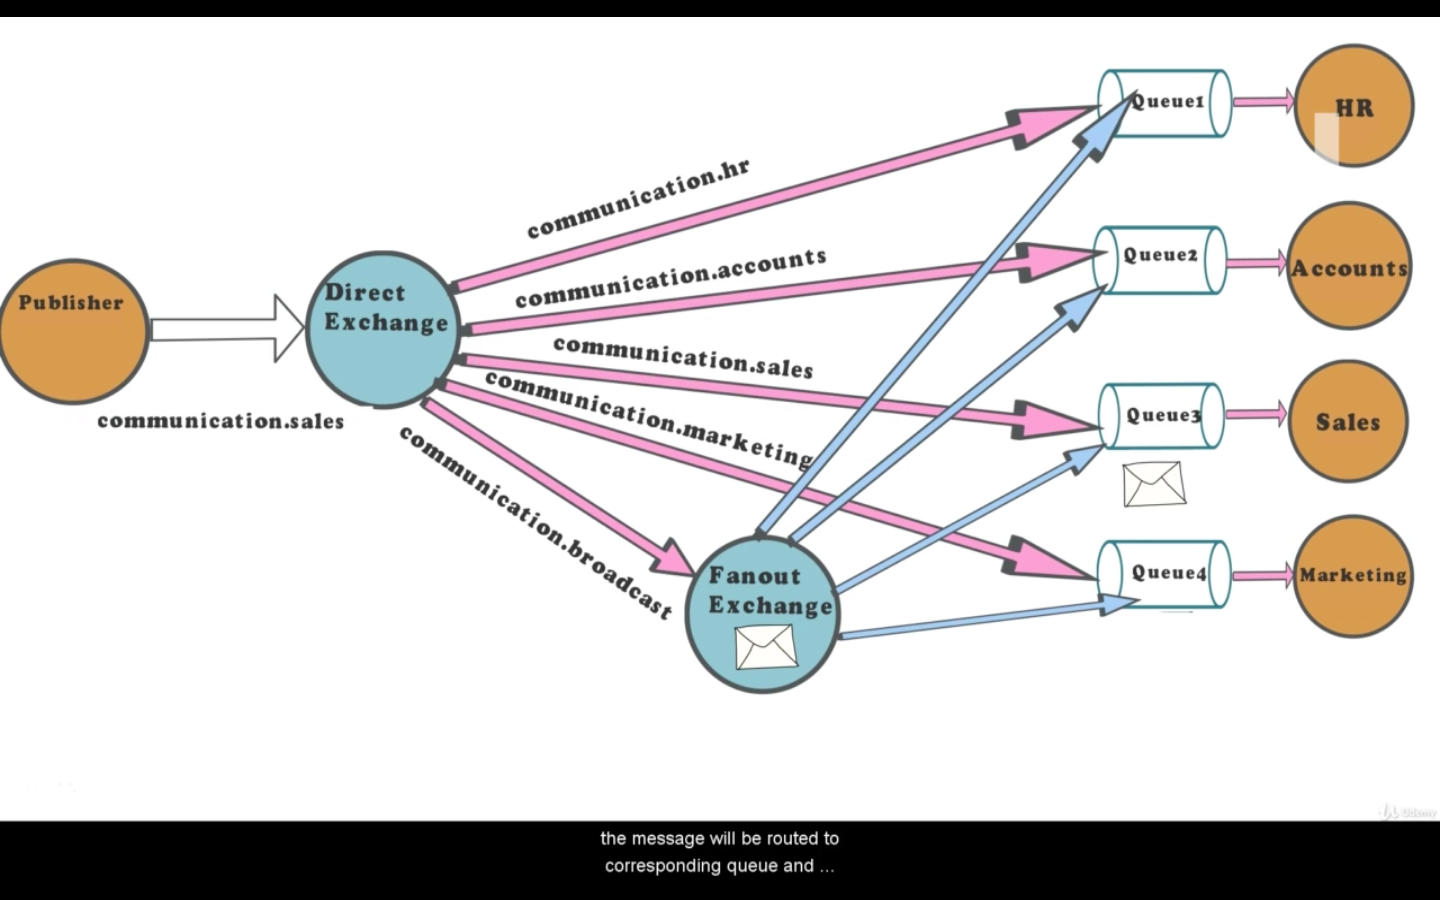 Queue1
HR
communication.hr
Queue2
Accounts
communication.accounts
Direct
Exchange
Publisher
communication.sales
communication.sales
Queue3
Sales
communication.marketing
communication.broadcast
Fanout
Exchange
Queue4
Marketing
Udemy
the message will be routed to
corresponding queue and ...